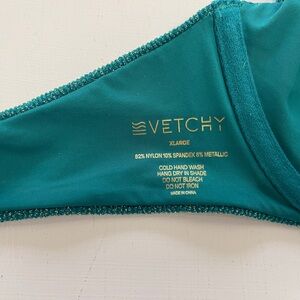 VETCHY
XLARGE
82% NYLON 10% SPANDEX 8% METALLIC
COLD HAND WASH
HANG DRY IN SHADE
DO NOT BLEACH
DO NOT IRON
MADE IN CHINA